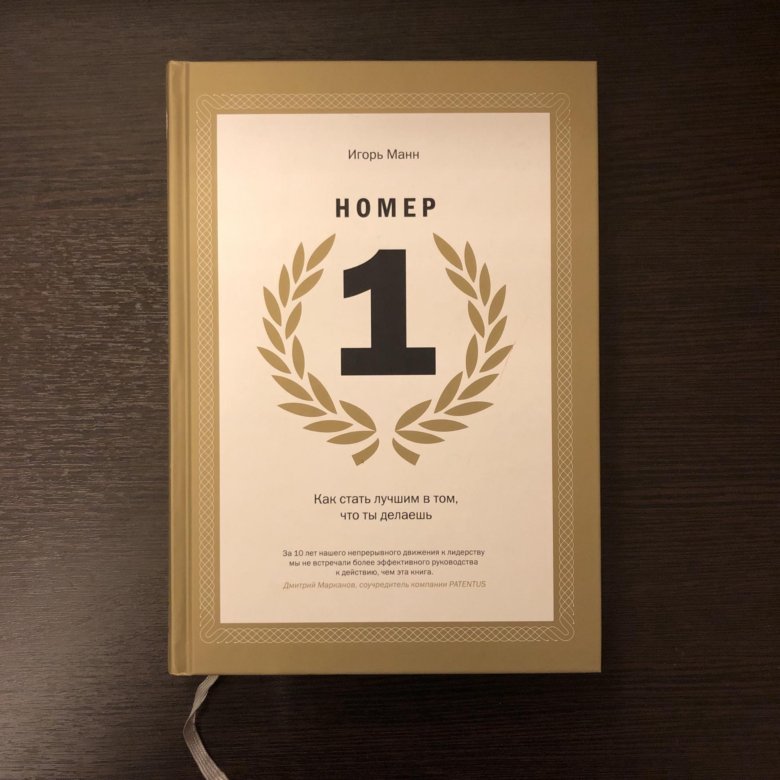 Игорь Манн
НОМЕР
1
Как стать лучшим в том,
что ты делаешь
За 10 лет нашего непрерывного движения к лидерству
мы не встречали более эффективного руководства
к действию, чем эта книга.
Дмитрий Марканов, соучредитель компании PATENTUS